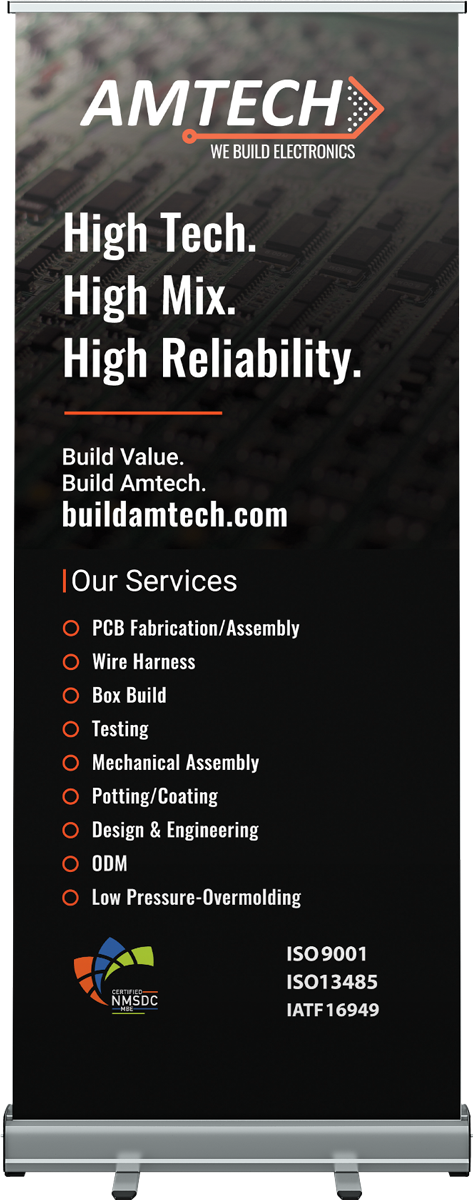 AMTECH
WE BUILD ELECTRONICS
High Tech.
High Mix.
High Reliability.
Build Value.
Build Amtech.
buildamtech.com
Our Services
PCB Fabrication/Assembly
Wire Harness
Box Build
Testing
Mechanical Assembly
Potting/Coating
Design & Engineering
ODM
Low Pressure-Overmolding
CERTIFIED
NMSDC
MBE
ISO 9001
ISO13485
IATF 16949